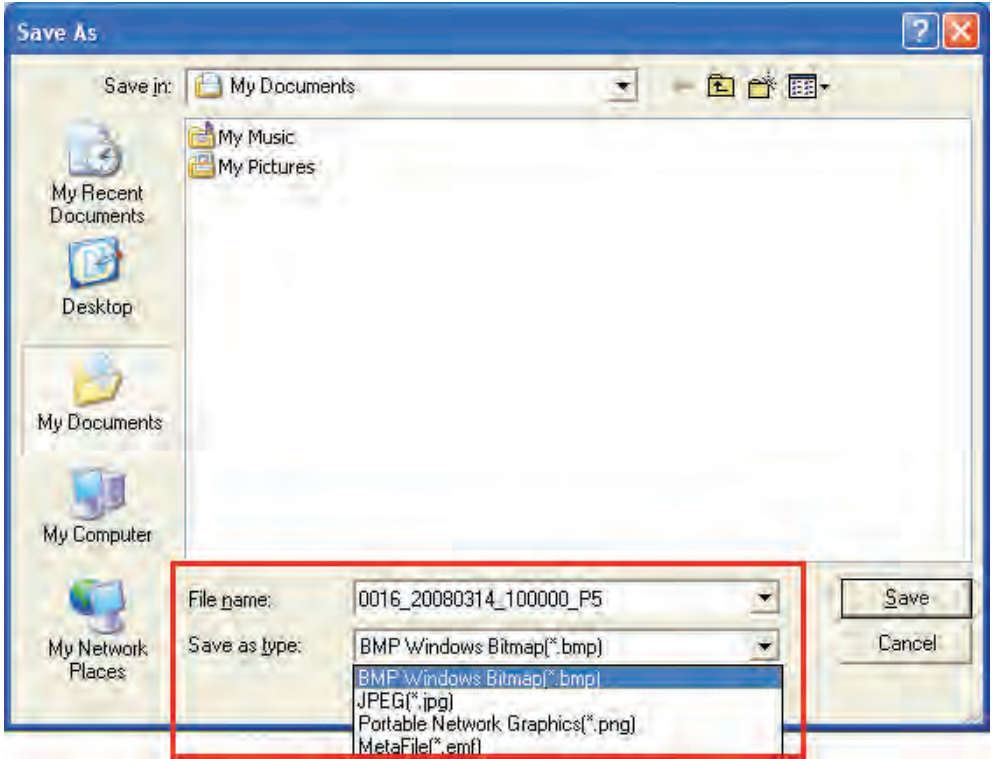 Save As
Save in: My Documents
My Music
My Pictures
My Recent
Documents
Desktop
My Documents
My Computer
My Network
Places
File name: 0016_20080314_100000_P5
Save as type: BMP Windows Bitmap(*.bmp)
BMP Windows Bitmap(*.bmp)
JPEG(*.jpg)
Portable Network Graphics(*.png)
MetaFile(*.emf)
Save
Cancel